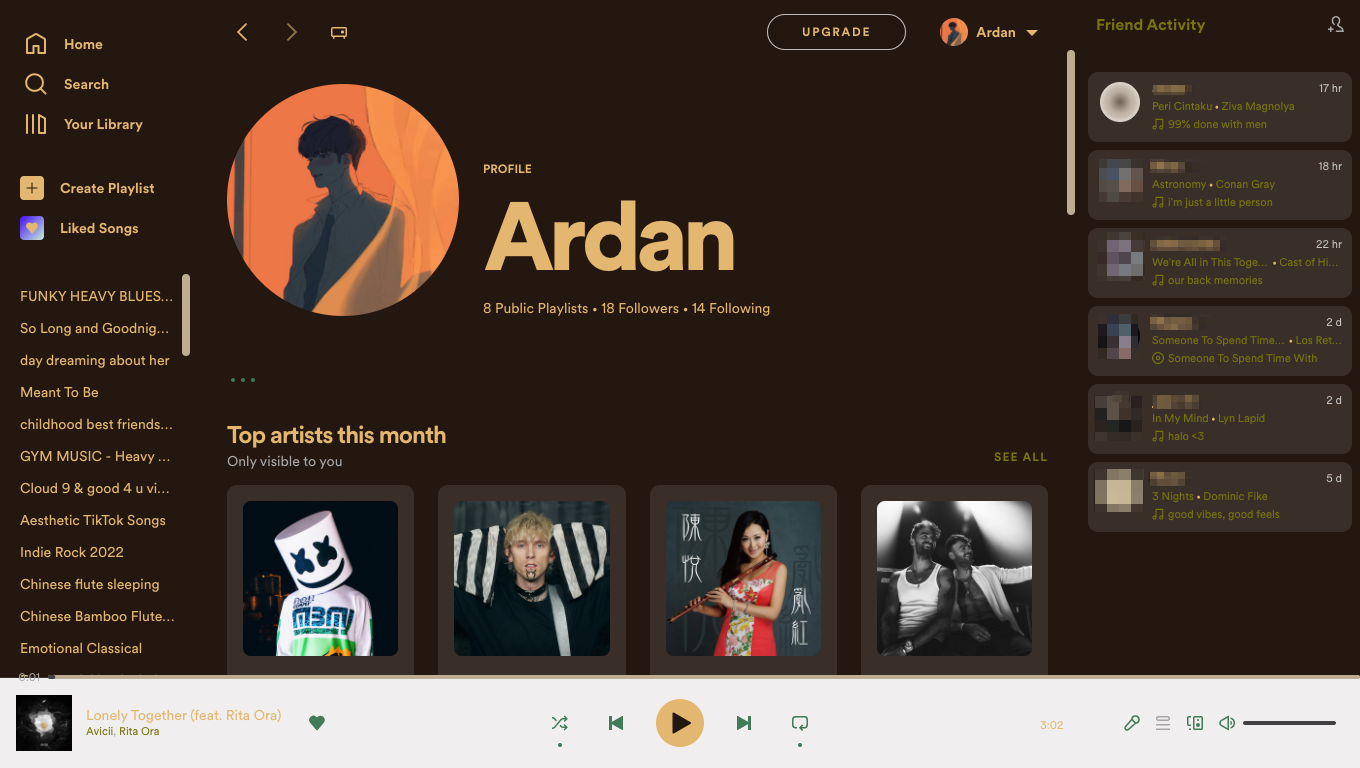 Home
Search
Your Library
Create Playlist
Liked Songs
FUNKY HEAVY BLUES...
So Long and Goodnig...
day dreaming about her
Meant To Be
childhood best friends...
GYM MUSIC - Heavy ...
Cloud 9 & good 4 u vi...
Aesthetic TikTok Songs
Indie Rock 2022
Chinese flute sleeping
Chinese Bamboo Flute...
Emotional Classical
UPGRADE
Ardan
PROFILE
Ardan
8 Public Playlists • 18 Followers • 14 Following
Top artists this month
Only visible to you
SEE ALL
陳悅
亂紅
Friend Activity
17 hr
Peri Cintaku • Ziva Magnolya
99% done with men
18 hr
Astronomy • Conan Gray
i'm just a little person
22 hr
We're All in This Toge... • Cast of Hi...
our back memories
2 d
Someone To Spend Time... • Los Ret...
Someone To Spend Time With
2 d
In My Mind • Lyn Lapid
halo <3
5 d
3 Nights • Dominic Fike
good vibes, good feels
0:01
Lonely Together (feat. Rita Ora)
Avicii, Rita Ora
3:02